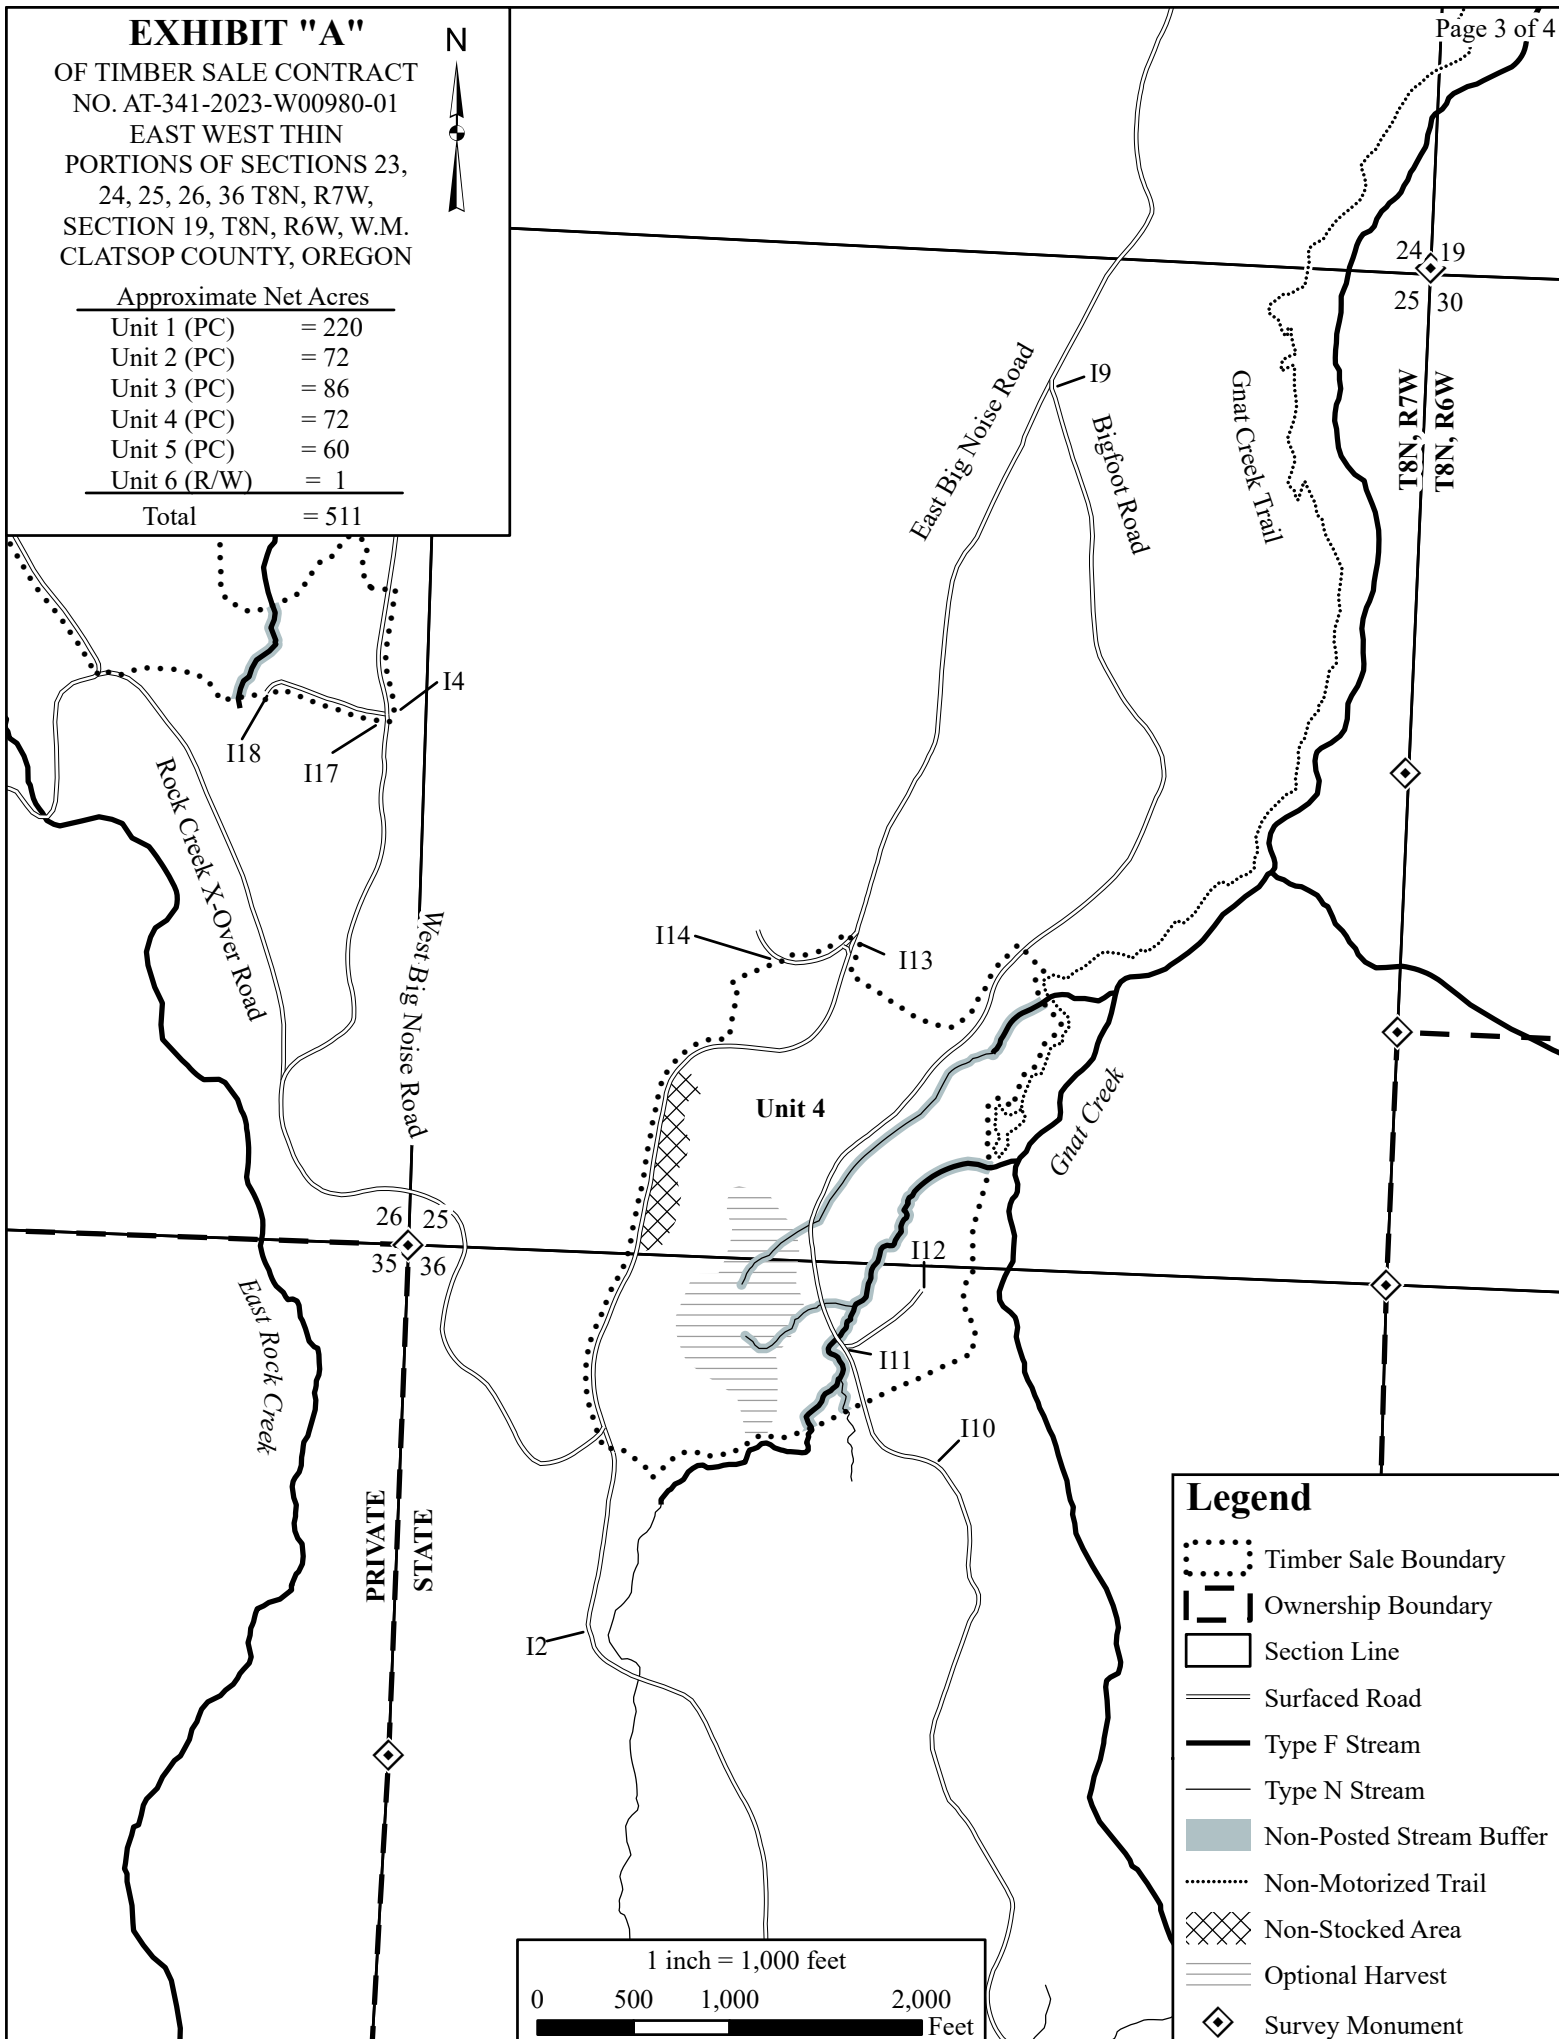 Page 3 of 4
EXHIBIT "A"
OF TIMBER SALE CONTRACT
NO. AT-341-2023-W00980-01
EAST WEST THIN
PORTIONS OF SECTIONS 23,
24, 25, 26, 36 T8N, R7W,
SECTION 19, T8N, R6W, W.M.
CLATSOP COUNTY, OREGON
N
Approximate Net Acres
Unit 1 (PC) = 220
Unit 2 (PC) = 72
Unit 3 (PC) = 86
Unit 4 (PC) = 72
Unit 5 (PC) = 60
Unit 6 (R/W) = 1
Total = 511
24 19
25 30
T8N, R7W
T8N, R6W
East Big Noise Road
I9
Bigfoot Road
Gnat Creek Trail
I4
I18
I17
Rock Creek X-Over Road
West Big Noise Road
I14
I13
Unit 4
Gnat Creek
26 25
35 36
I12
I11
East Rock Creek
I10
PRIVATE
STATE
I2
Legend
Timber Sale Boundary
Ownership Boundary
Section Line
Surfaced Road
Type F Stream
Type N Stream
Non-Posted Stream Buffer
Non-Motorized Trail
Non-Stocked Area
Optional Harvest
Survey Monument
1 inch = 1,000 feet
0 500 1,000 2,000
Feet